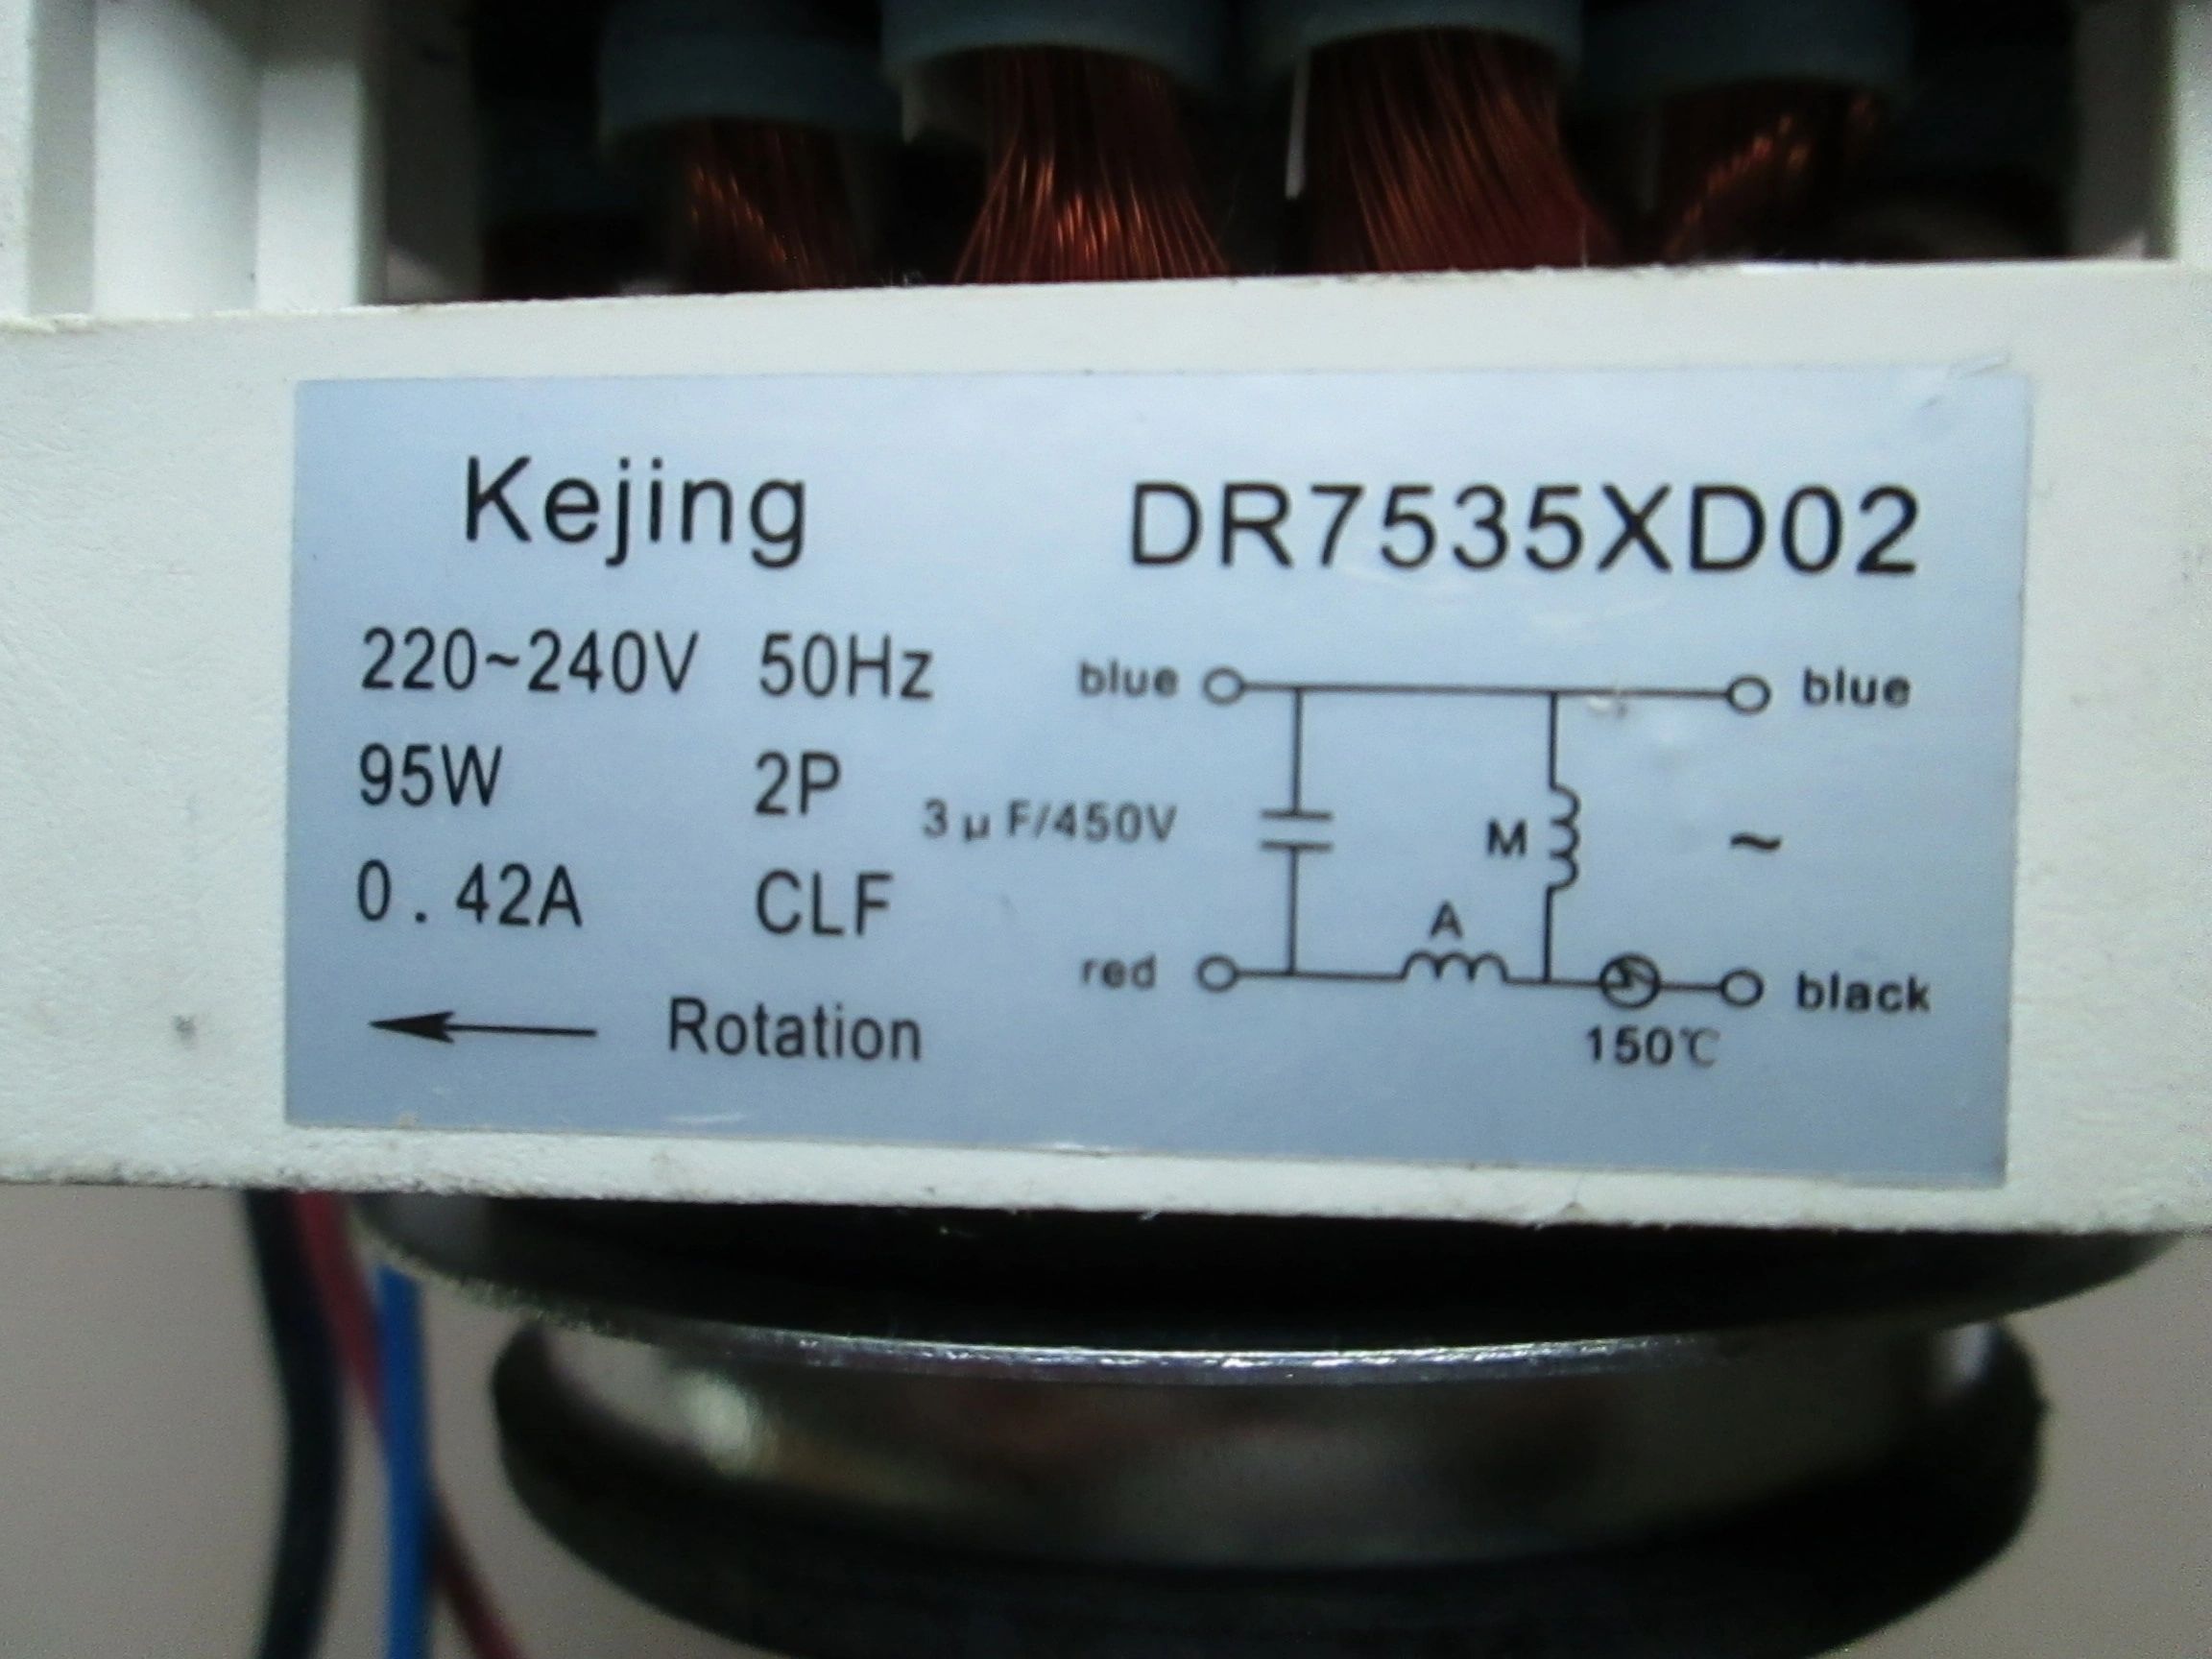 Kejing DR7535XD02
220~240V 50Hz
95W 2P
0.42A CLF
← Rotation
blue blue
3μF/450V M ~
A
red black
150℃